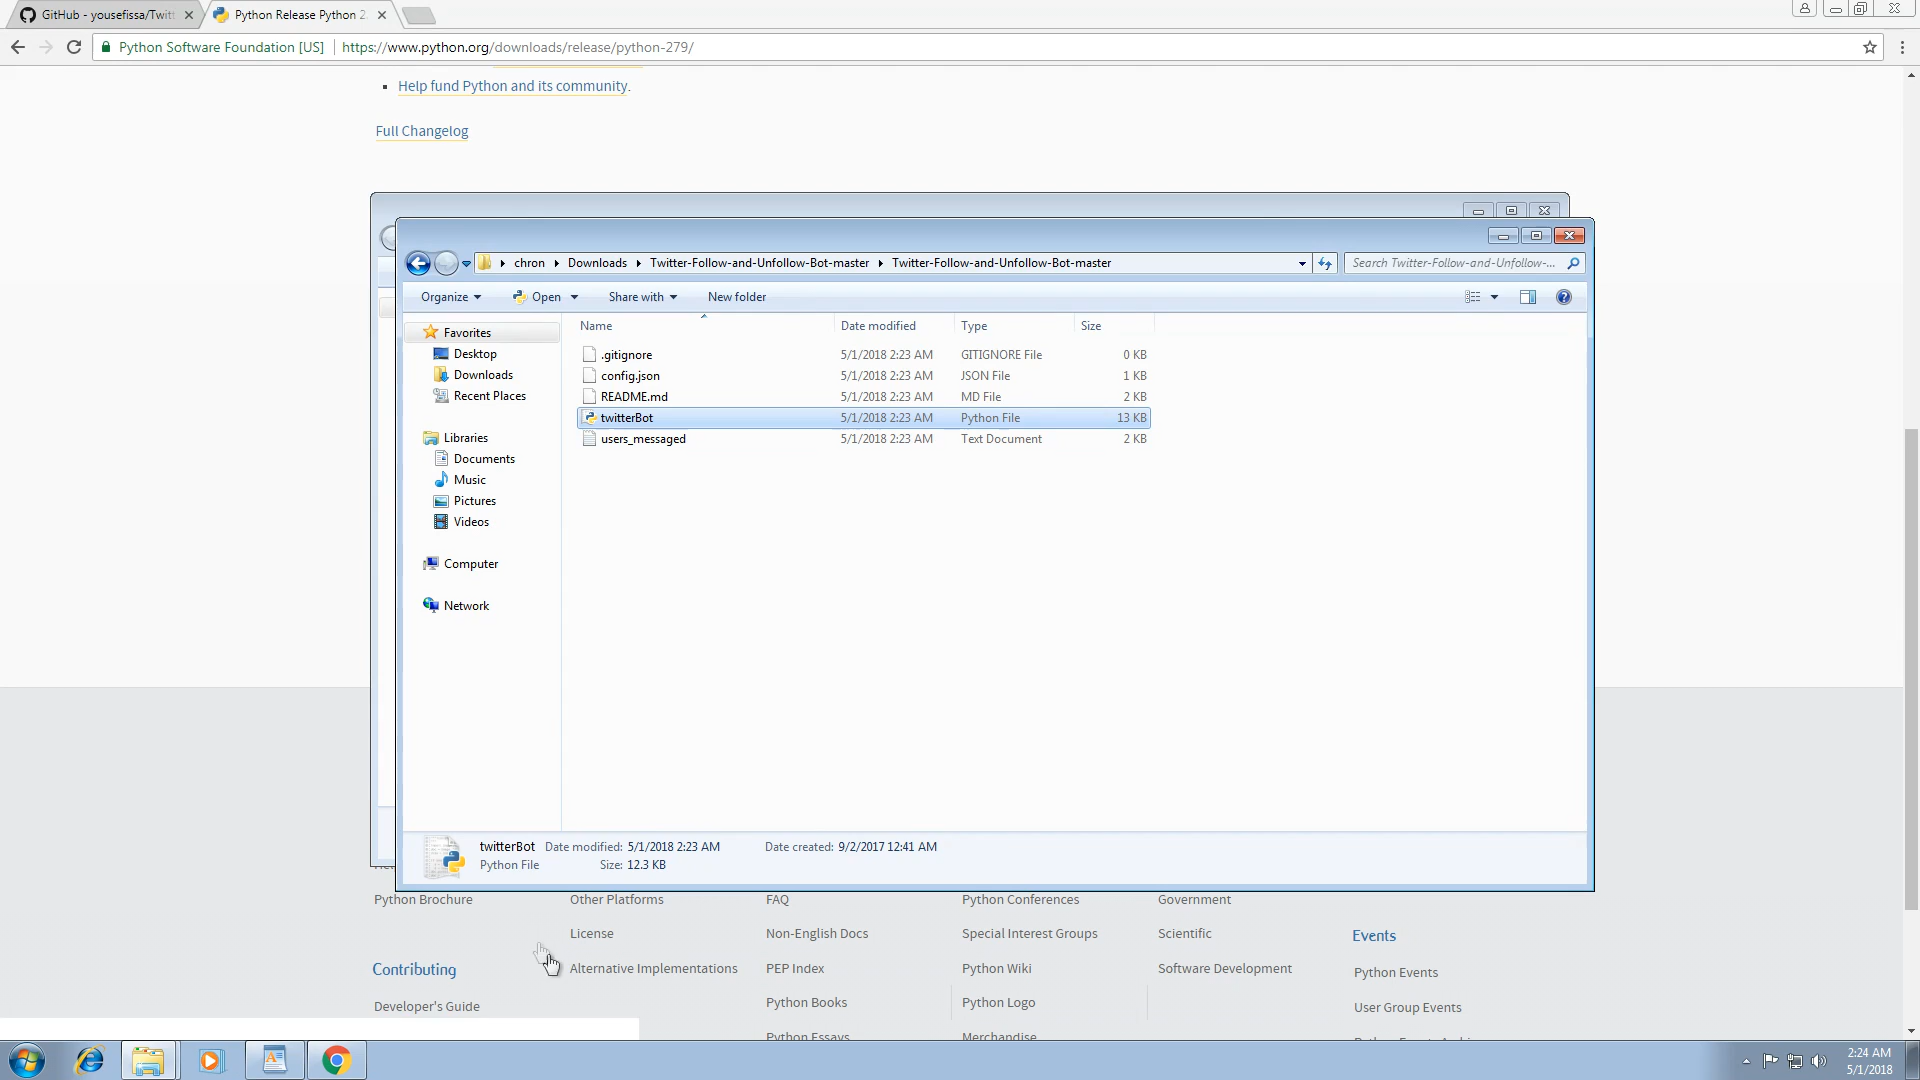 GitHub - yousefissa/Twitt
Python Release Python 2.
Python Software Foundation [US]
https://www.python.org/downloads/release/python-279/
Help fund Python and its community.
Full Changelog
chron
Downloads
Twitter-Follow-and-Unfollow-Bot-master
Twitter-Follow-and-Unfollow-Bot-master
Search Twitter-Follow-and-Unfollow-...
Organize
Open
Share with
New folder
Name Date modified Type Size
.gitignore 5/1/2018 2:23 AM GITIGNORE File 0 KB
config.json 5/1/2018 2:23 AM JSON File 1 KB
README.md 5/1/2018 2:23 AM MD File 2 KB
twitterBot 5/1/2018 2:23 AM Python File 13 KB
users_messaged 5/1/2018 2:23 AM Text Document 2 KB
Favorites
Desktop
Downloads
Recent Places
Libraries
Documents
Music
Pictures
Videos
Computer
Network
twitterBot Date modified: 5/1/2018 2:23 AM Date created: 9/2/2017 12:41 AM
Python File Size: 12.3 KB
Python Brochure
Other Platforms
FAQ
Python Conferences
Government
License
Non-English Docs
Special Interest Groups
Scientific
Events
Contributing
Alternative Implementations
PEP Index
Python Wiki
Software Development
Python Events
Developer's Guide
Python Books
Python Logo
User Group Events
Python Essays
Merchandise
2:24 AM
5/1/2018